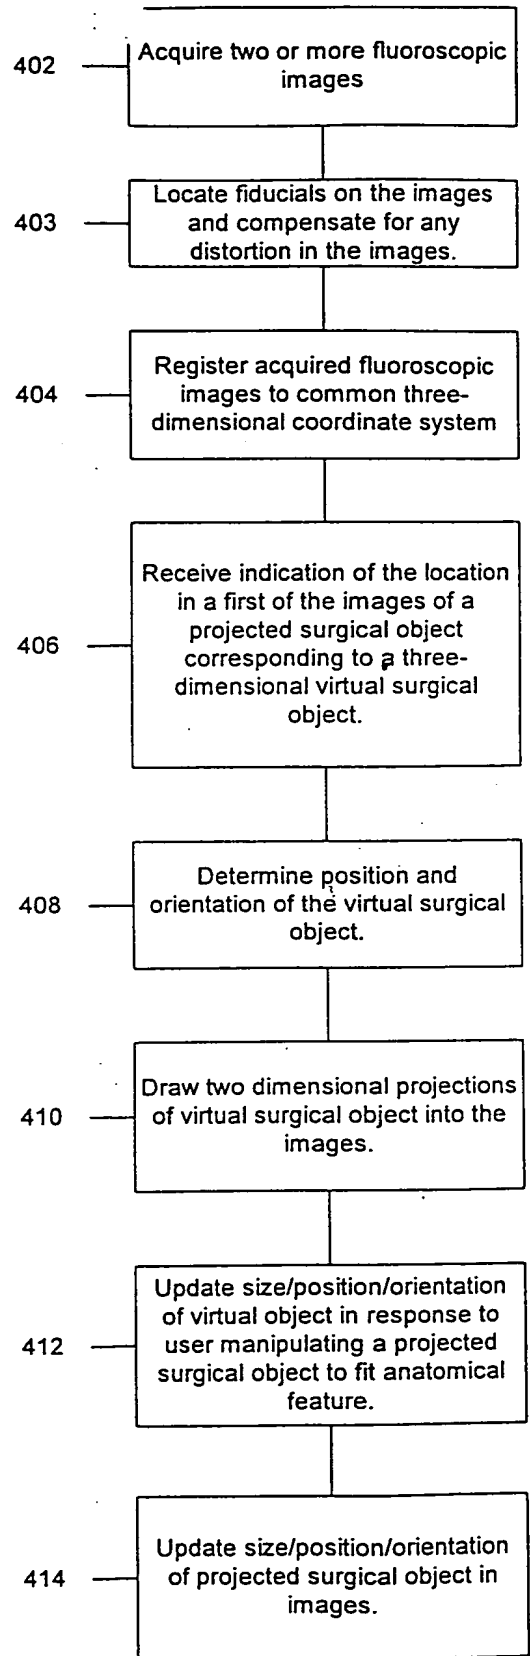 402
Acquire two or more fluoroscopic
images
403
Locate fiducials on the images
and compensate for any
distortion in the images.
404
Register acquired fluoroscopic
images to common three-
dimensional coordinate system
406
Receive indication of the location
in a first of the images of a
projected surgical object
corresponding to a three-
dimensional virtual surgical
object.
408
Determine position and
orientation of the virtual surgical
object.
410
Draw two dimensional projections
of virtual surgical object into the
images.
412
Update size/position/orientation
of virtual object in response to
user manipulating a projected
surgical object to fit anatomical
feature.
414
Update size/position/orientation
of projected surgical object in
images.